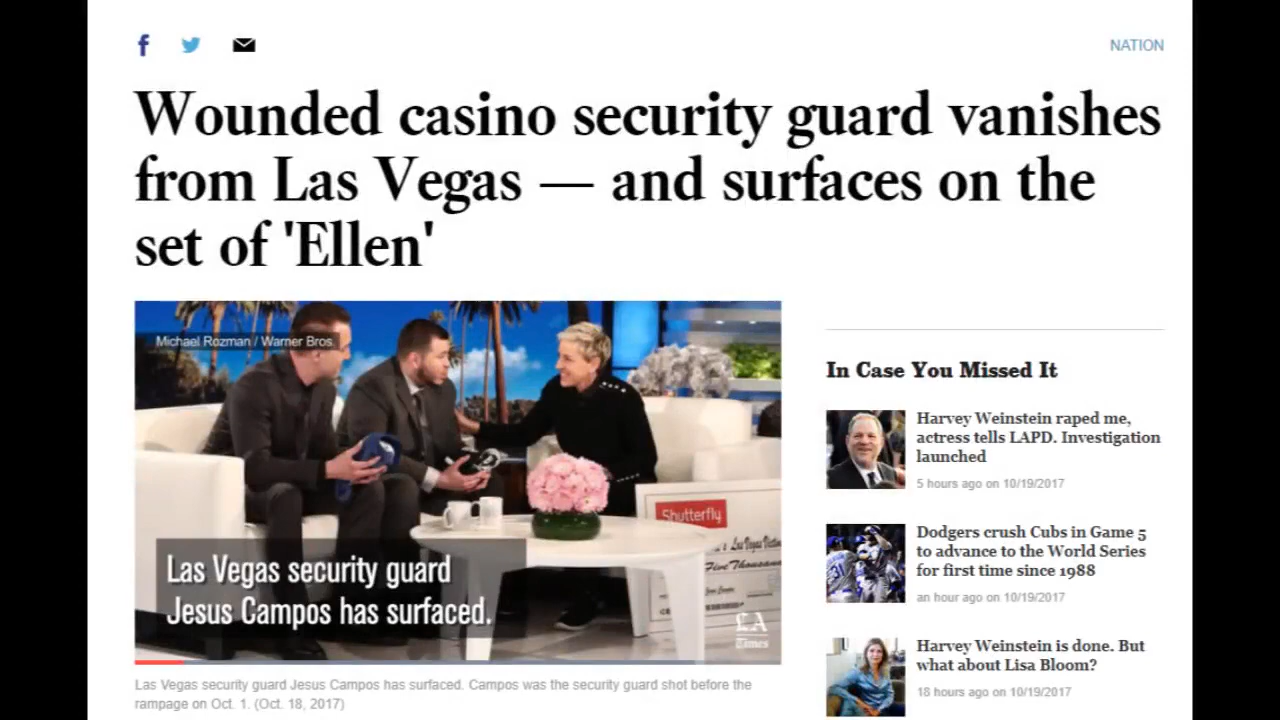 NATION
Wounded casino security guard vanishes
from Las Vegas — and surfaces on the
set of 'Ellen'
Michael Rozman / Warner Bros.
Shutterfly
Las Vegas Victim
Five Thousand
Las Vegas security guard
Jesus Campos has surfaced.
LA
Times
Las Vegas security guard Jesus Campos has surfaced. Campos was the security guard shot before the
rampage on Oct. 1. (Oct. 18, 2017)
In Case You Missed It
Harvey Weinstein raped me,
actress tells LAPD. Investigation
launched
5 hours ago on 10/19/2017
Dodgers crush Cubs in Game 5
to advance to the World Series
for first time since 1988
an hour ago on 10/19/2017
31
Harvey Weinstein is done. But
what about Lisa Bloom?
18 hours ago on 10/19/2017